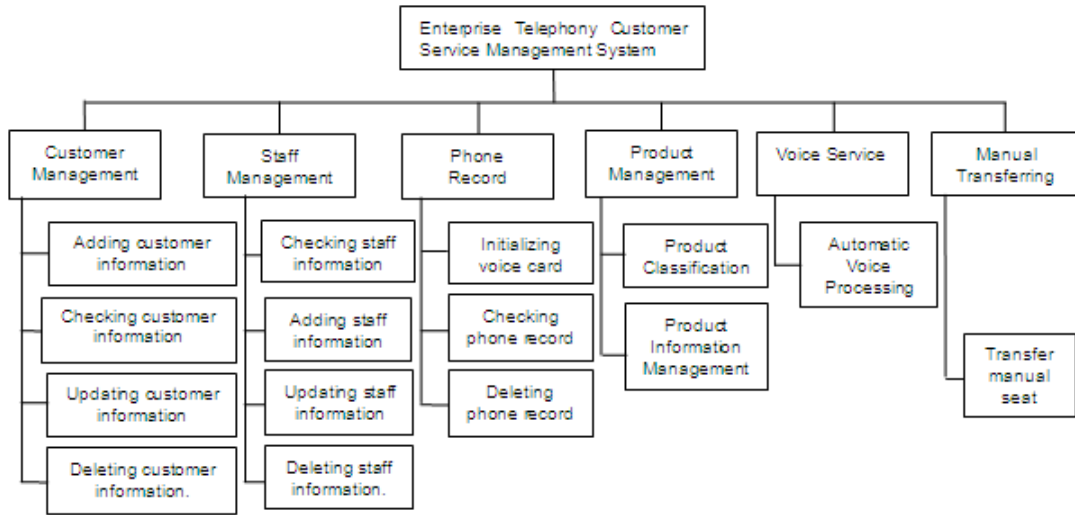 Enterprise Telephony Customer
Service Management System
Customer
Management
Staff
Management
Phone
Record
Product
Management
Voice Service
Manual
Transferring
Adding customer
information
Checking customer
information
Updating customer
information
Deleting customer
information.
Checking staff
information
Adding staff
information
Updating staff
information
Deleting staff
information.
Initializing
voice card
Checking
phone record
Deleting
phone record
Product
Classification
Product
Information
Management
Automatic
Voice
Processing
Transfer
manual
seat